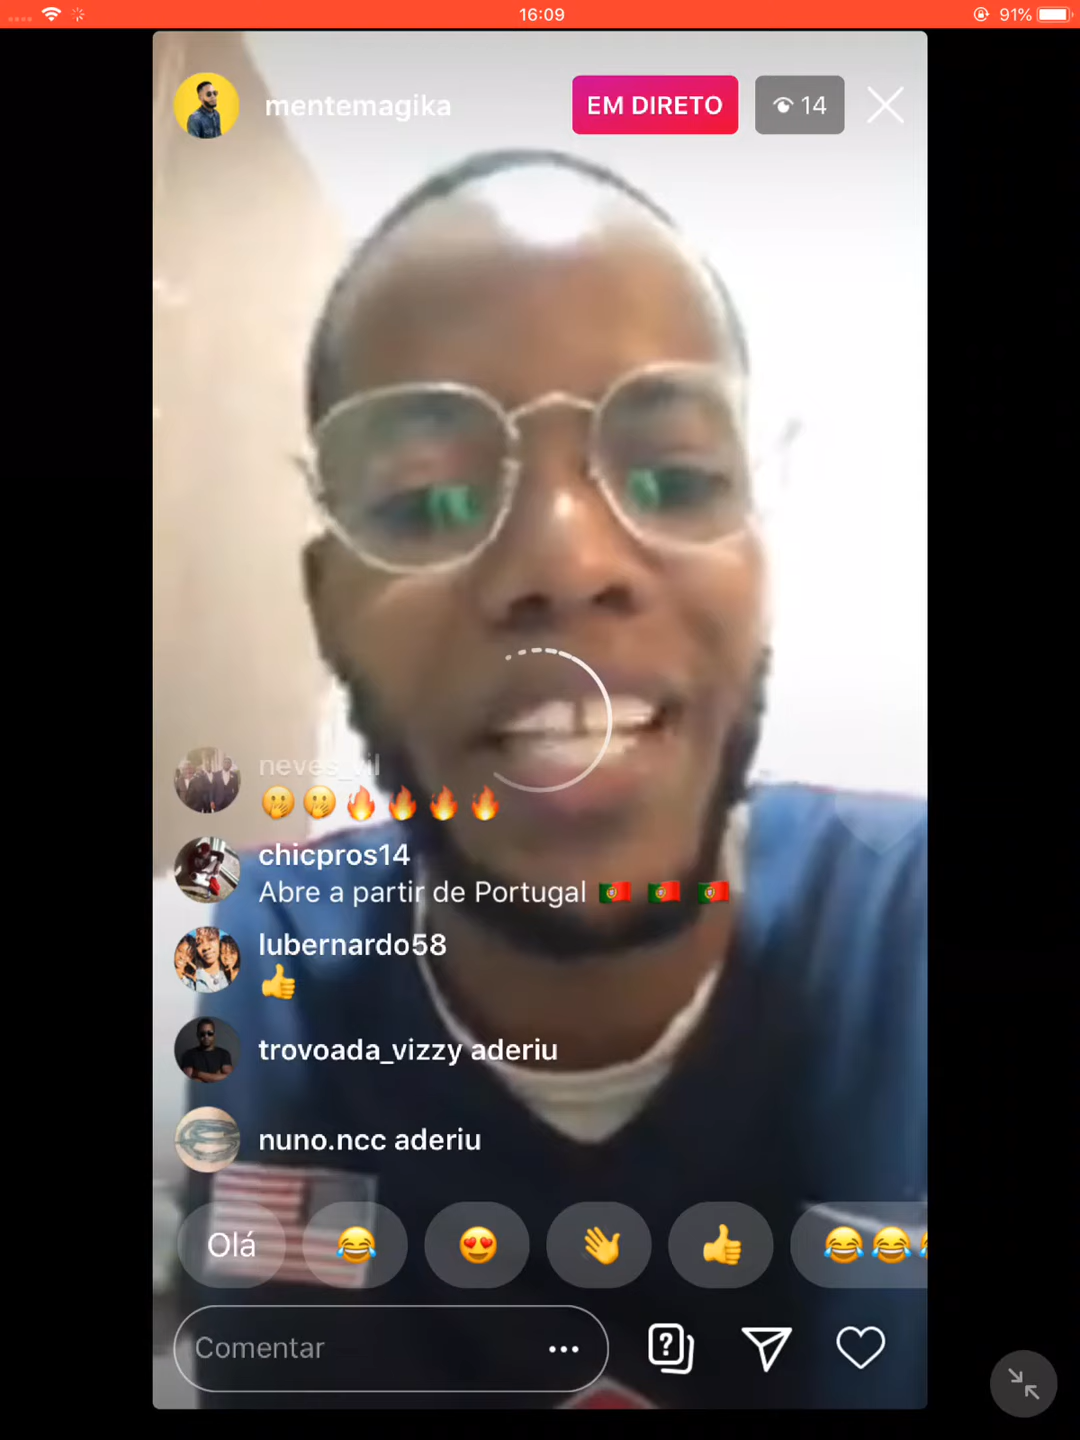 16:09
91%
mentemagika
EM DIRETO
14
neves_vil
🤭🤭🔥🔥🔥🔥
chicpros14
Abre a partir de Portugal 🇵🇹 🇵🇹 🇵🇹
lubernardo58
👍
trovoada_vizzy aderiu
nuno.ncc aderiu
Olá 😂 😍 👋 👍 😂😂
Comentar